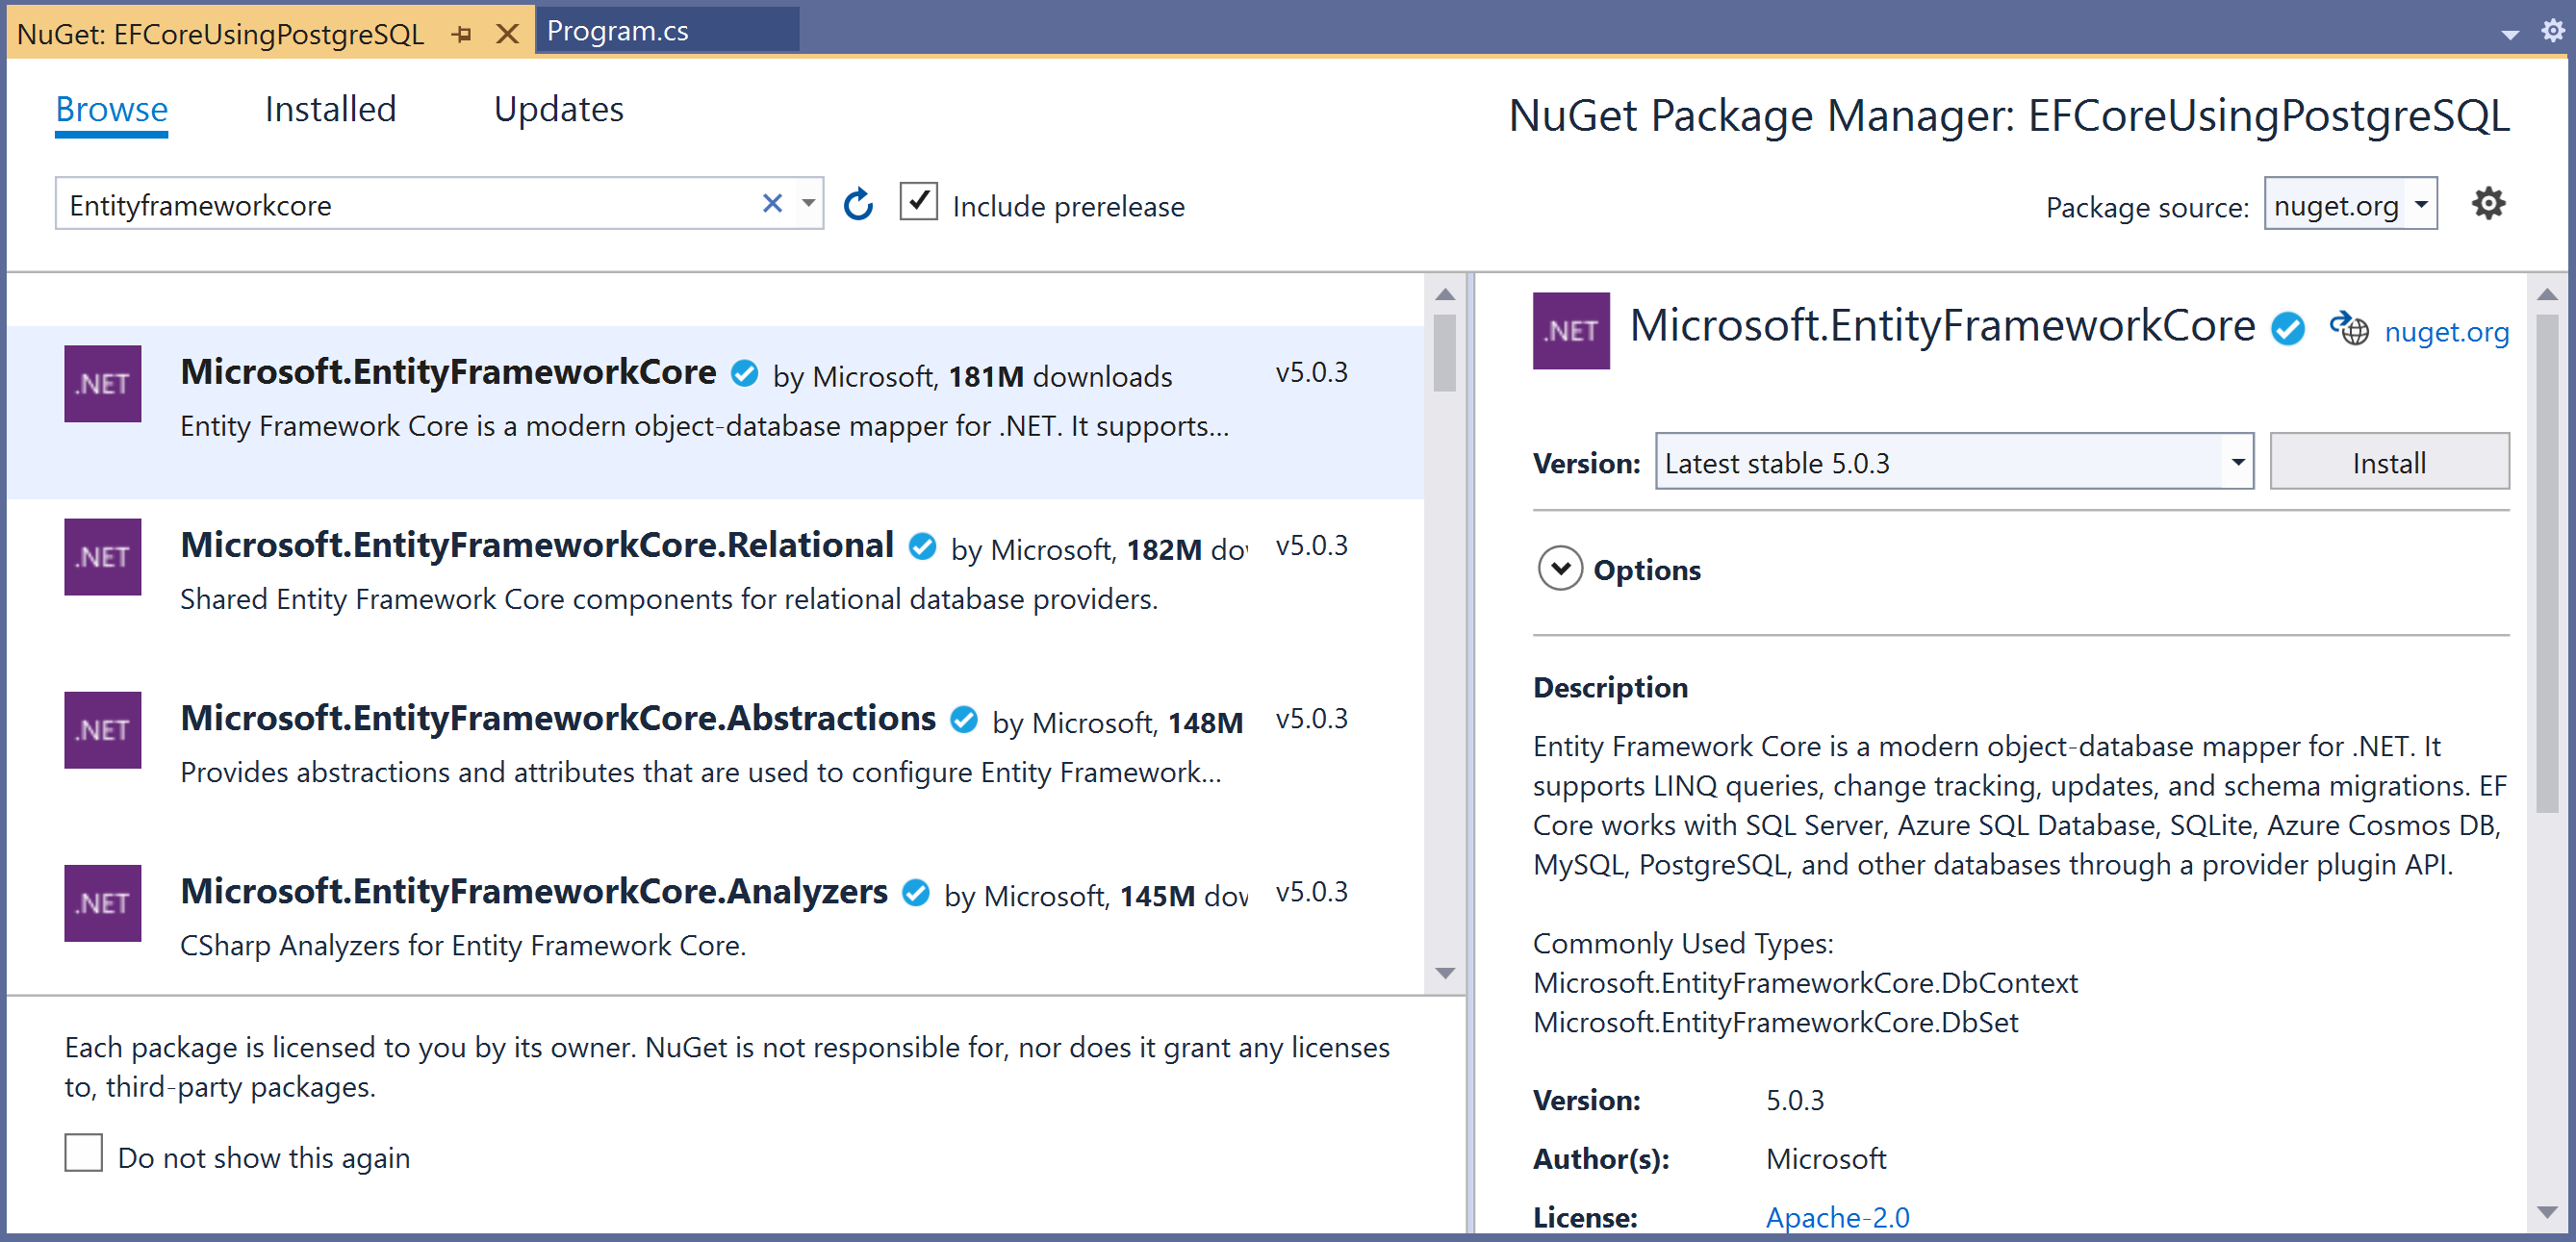 NuGet: EFCoreUsingPostgreSQL
Program.cs
Browse
Installed
Updates
NuGet Package Manager: EFCoreUsingPostgreSQL
Entityframeworkcore
Include prerelease
Package source: nuget.org
.NET
Microsoft.EntityFrameworkCore by Microsoft, 181M downloads
v5.0.3
Entity Framework Core is a modern object-database mapper for .NET. It supports...
.NET
Microsoft.EntityFrameworkCore.Relational by Microsoft, 182M
v5.0.3
Shared Entity Framework Core components for relational database providers.
.NET
Microsoft.EntityFrameworkCore.Abstractions by Microsoft, 148M
v5.0.3
Provides abstractions and attributes that are used to configure Entity Framework...
.NET
Microsoft.EntityFrameworkCore.Analyzers by Microsoft, 145M
v5.0.3
CSharp Analyzers for Entity Framework Core.
Each package is licensed to you by its owner. NuGet is not responsible for, nor does it grant any licenses
to, third-party packages.
Do not show this again
.NET
Microsoft.EntityFrameworkCore
nuget.org
Version: Latest stable 5.0.3
Install
Options
Description
Entity Framework Core is a modern object-database mapper for .NET. It
supports LINQ queries, change tracking, updates, and schema migrations. EF
Core works with SQL Server, Azure SQL Database, SQLite, Azure Cosmos DB,
MySQL, PostgreSQL, and other databases through a provider plugin API.
Commonly Used Types:
Microsoft.EntityFrameworkCore.DbContext
Microsoft.EntityFrameworkCore.DbSet
Version: 5.0.3
Author(s): Microsoft
License: Apache-2.0